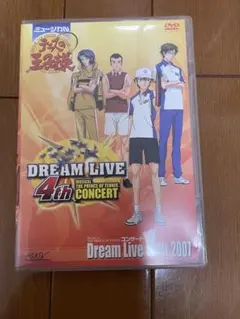 ミュージカル
テニスの
王子様
DVD
DREAM LIVE
4th
MUSICAL
THE PRINCE OF TENNIS
CONCERT
コンサート
Dream Live 4th 2007